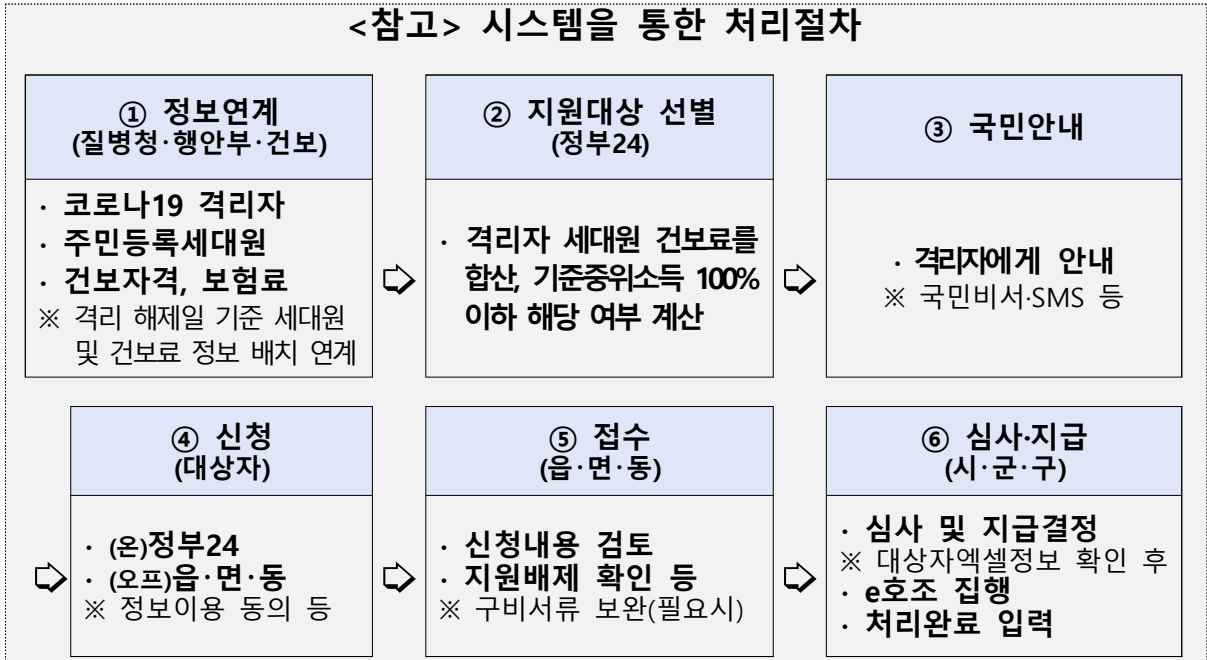 <참고> 시스템을 통한 처리절차
① 정보연계
(질병청·행안부·건보)
· 코로나19 격리자
· 주민등록세대원
· 건보자격, 보험료
※ 격리 해제일 기준 세대원
및 건보료 정보 배치 연계
② 지원대상 선별
(정부24)
· 격리자 세대원 건보료를
합산, 기준중위소득 100%
이하 해당 여부 계산
③ 국민안내
· 격리자에게 안내
※ 국민비서·SMS 등
④ 신청
(대상자)
· (온)정부24
· (오프)읍·면·동
※ 정보이용 동의 등
⑤ 접수
(읍·면·동)
· 신청내용 검토
· 지원배제 확인 등
※ 구비서류 보완(필요시)
⑥ 심사·지급
(시·군·구)
· 심사 및 지급결정
※ 대상자엑셀정보 확인 후
· e호조 집행
· 처리완료 입력